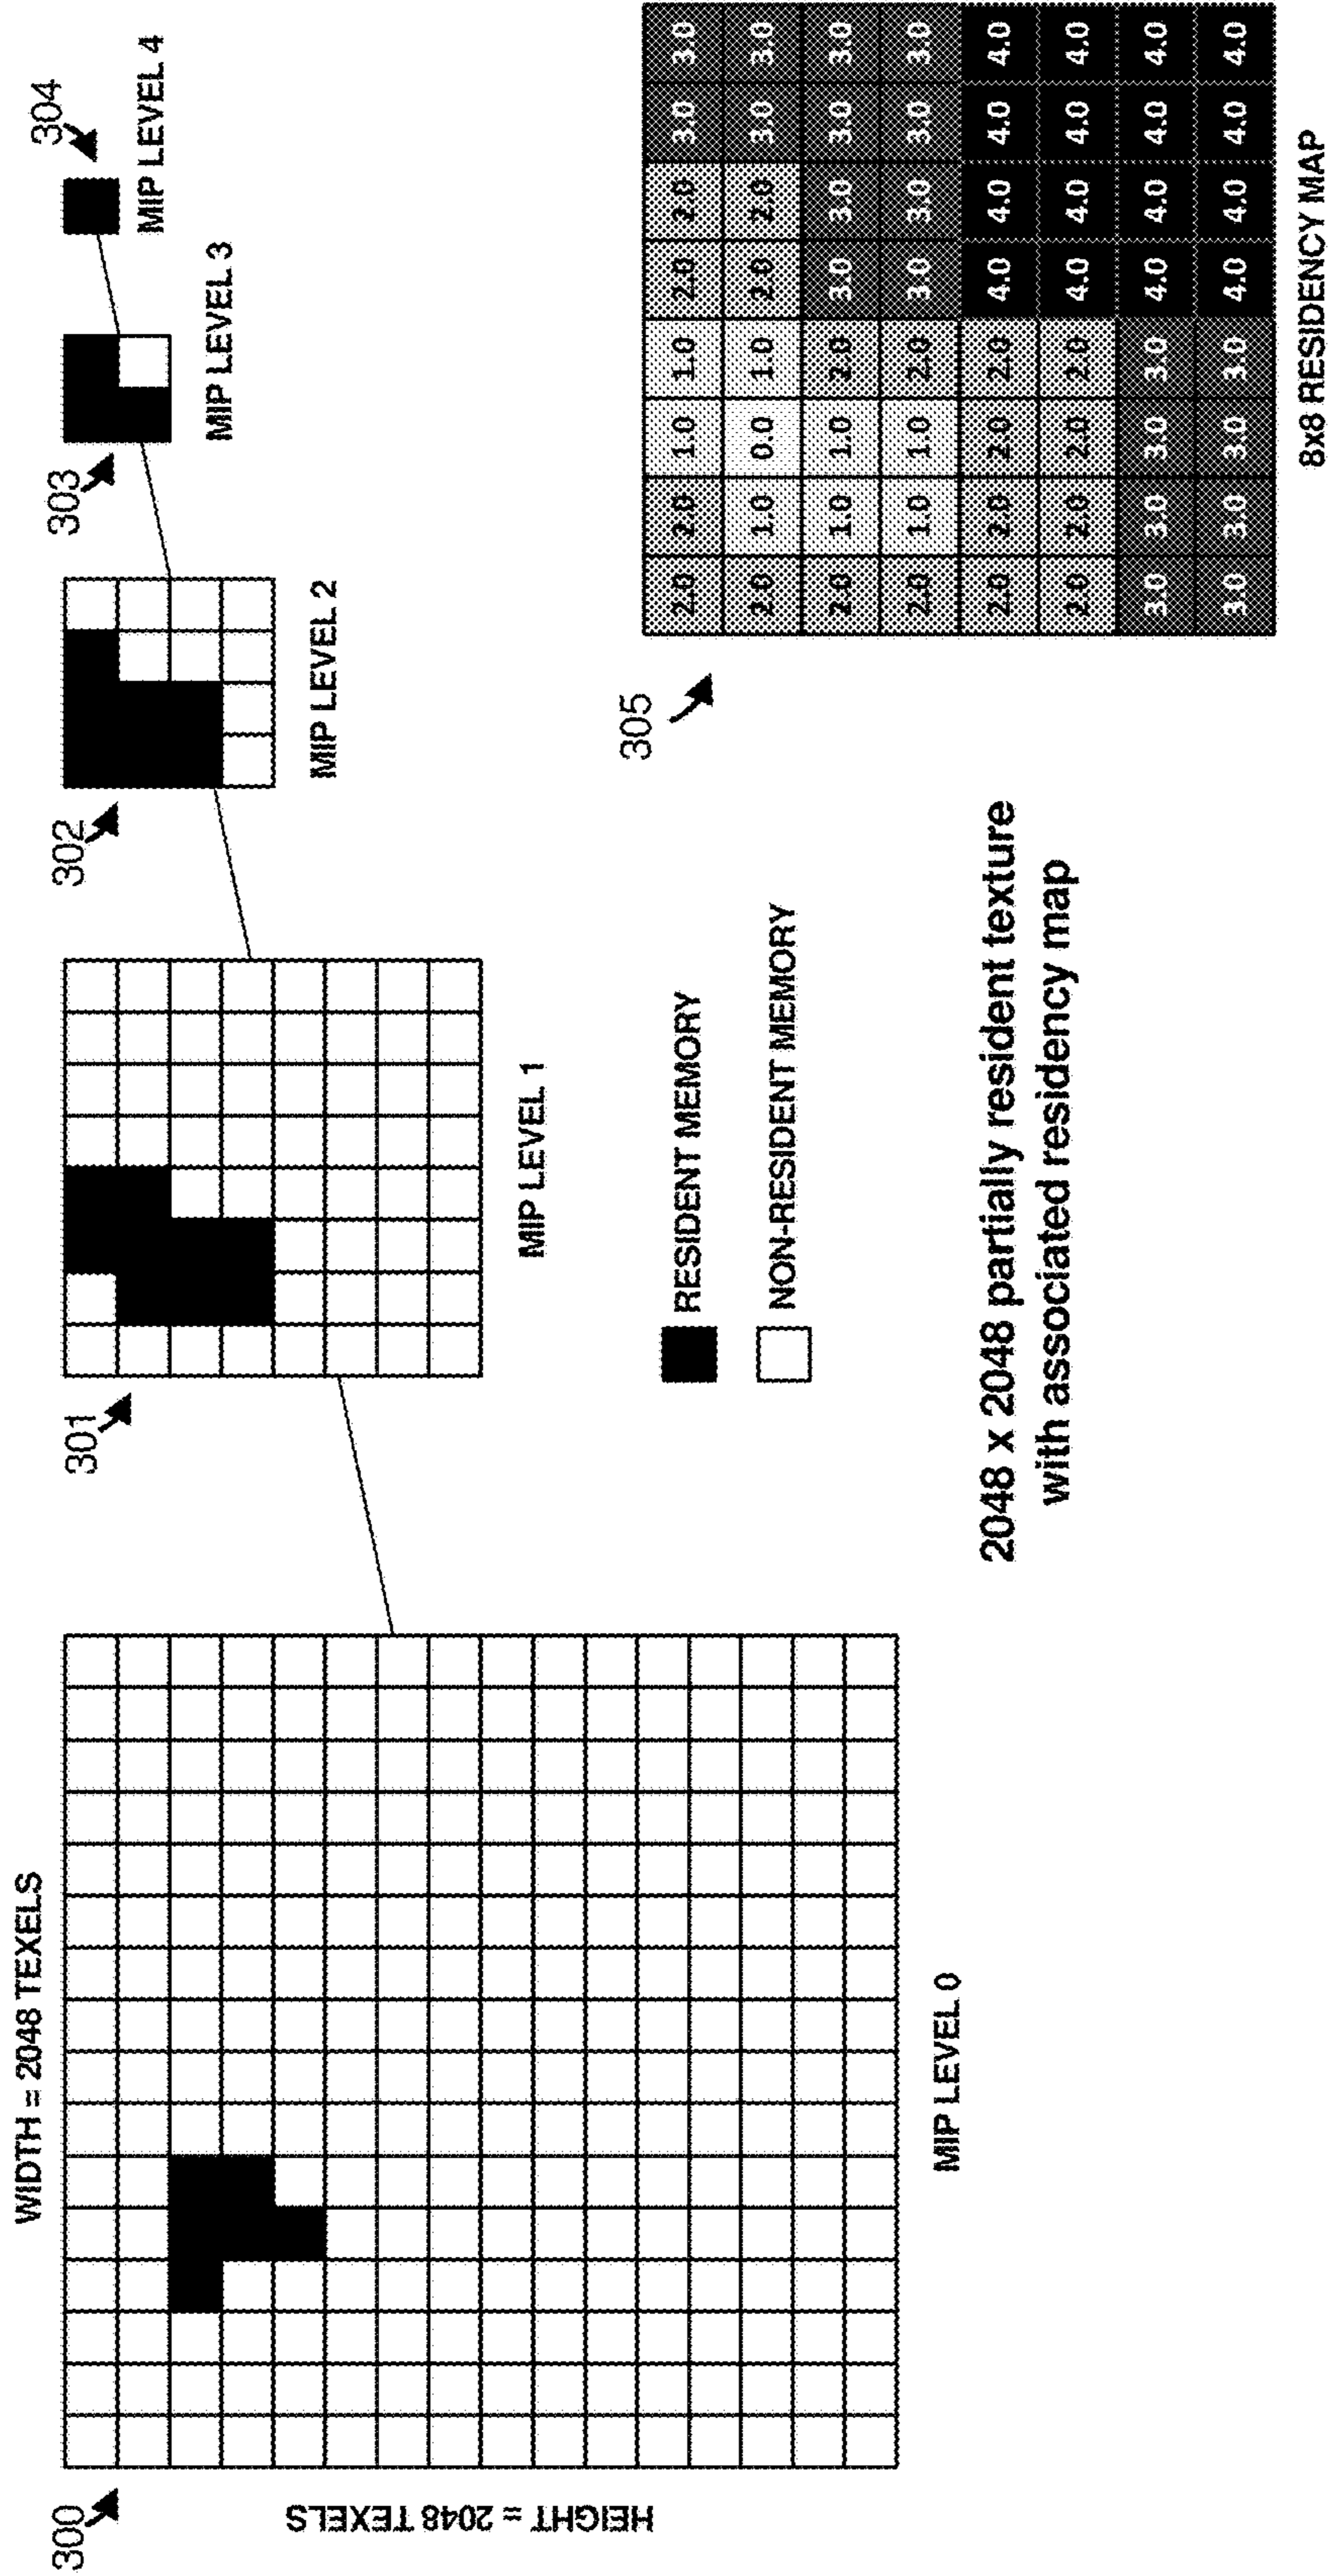 WIDTH = 2048 TEXELS
300
HEIGHT = 2048 TEXELS
MIP LEVEL 0
301
MIP LEVEL 1
302
MIP LEVEL 2
303
MIP LEVEL 3
304
MIP LEVEL 4
RESIDENT MEMORY
NON-RESIDENT MEMORY
305
2.0 2.0 1.0 1.0 2.0 2.0 3.0 3.0
2.0 1.0 0.0 1.0 2.0 2.0 3.0 3.0
2.0 1.0 1.0 2.0 3.0 3.0 3.0 3.0
2.0 1.0 1.0 2.0 3.0 3.0 3.0 3.0
2.0 2.0 2.0 2.0 4.0 4.0 4.0 4.0
2.0 2.0 2.0 2.0 4.0 4.0 4.0 4.0
3.0 3.0 3.0 3.0 4.0 4.0 4.0 4.0
3.0 3.0 3.0 3.0 4.0 4.0 4.0 4.0
8x8 RESIDENCY MAP
2048 x 2048 partially resident texture
with associated residency map